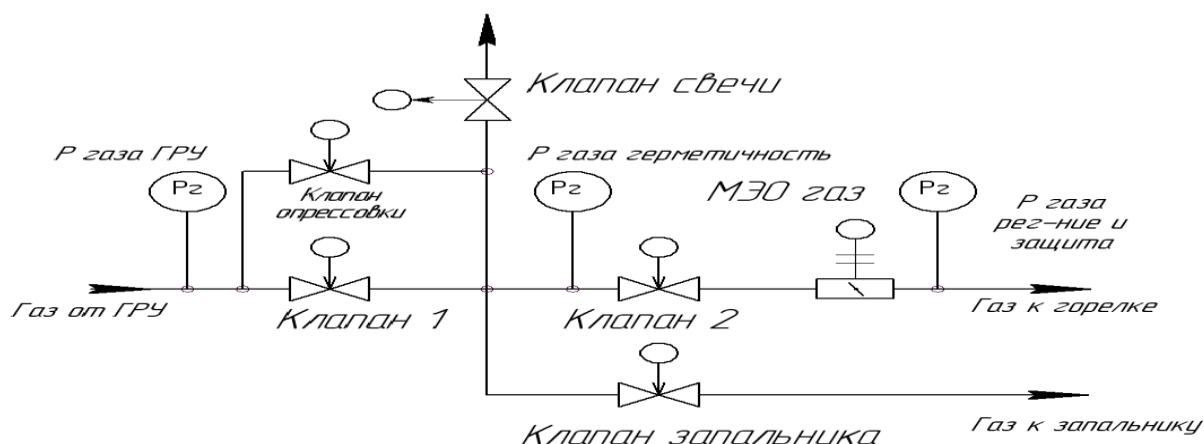 Клапан свечи
Р газа ГРУ
Рг
Клапан
опрессовки
Р газа герметичность
Рг
МЭО газ
Рг
Р газа
рег-ние и
защита
Газ от ГРУ
Клапан 1
Клапан 2
Газ к горелке
Клапан запальника
Газ к запальнику